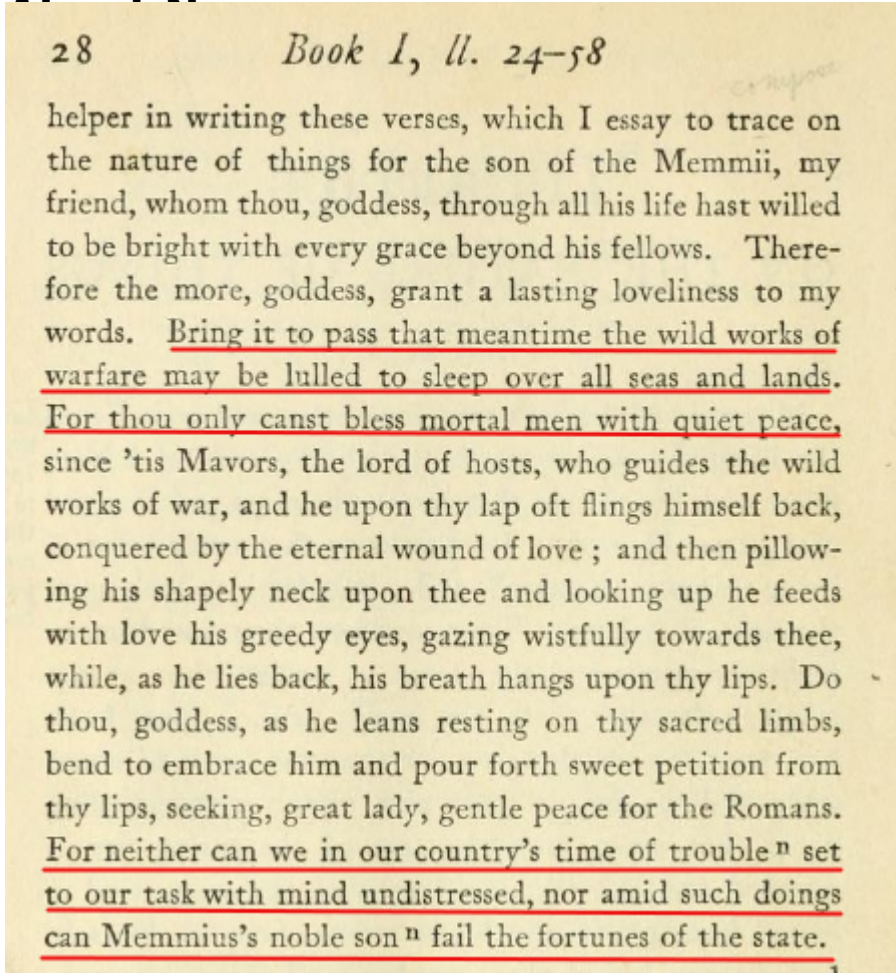 28 Book I, ll. 24–58
compose
helper in writing these verses, which I essay to trace on
the nature of things for the son of the Memmii, my
friend, whom thou, goddess, through all his life hast willed
to be bright with every grace beyond his fellows. There-
fore the more, goddess, grant a lasting loveliness to my
words. Bring it to pass that meantime the wild works of
warfare may be lulled to sleep over all seas and lands.
For thou only canst bless mortal men with quiet peace,
since ’tis Mavors, the lord of hosts, who guides the wild
works of war, and he upon thy lap oft flings himself back,
conquered by the eternal wound of love ; and then pillow-
ing his shapely neck upon thee and looking up he feeds
with love his greedy eyes, gazing wistfully towards thee,
while, as he lies back, his breath hangs upon thy lips. Do
thou, goddess, as he leans resting on thy sacred limbs,
bend to embrace him and pour forth sweet petition from
thy lips, seeking, great lady, gentle peace for the Romans.
For neither can we in our country’s time of trouble ⁿ set
to our task with mind undistressed, nor amid such doings
can Memmius’s noble son ⁿ fail the fortunes of the state.